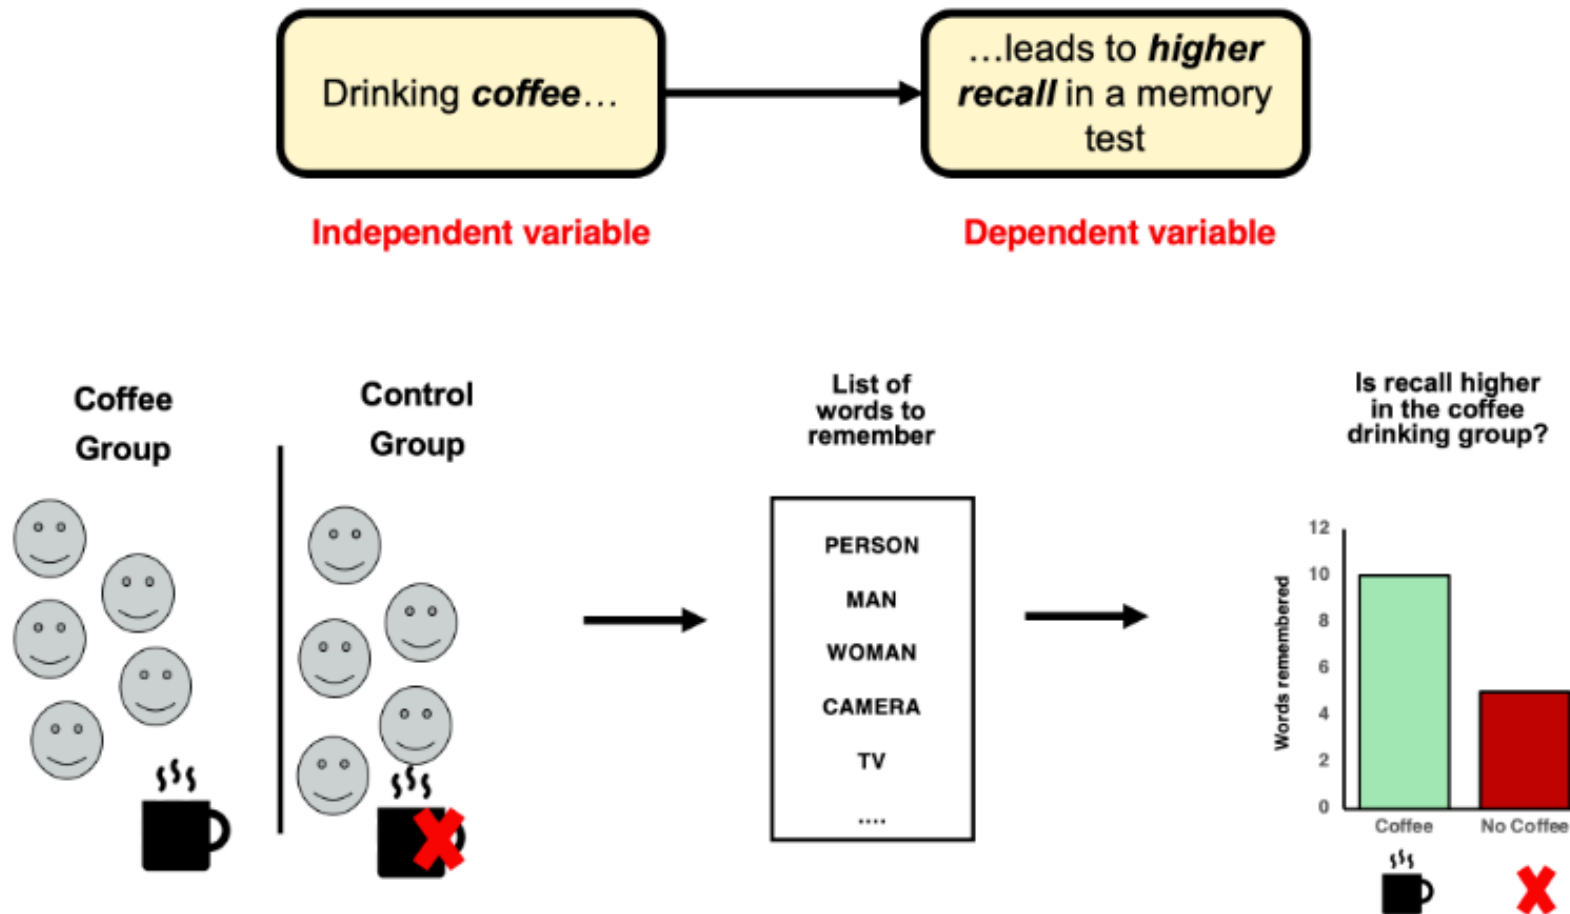 Drinking coffee…
…leads to higher
recall in a memory
test
Independent variable
Dependent variable
Coffee
Group
Control
Group
List of
words to
remember
PERSON
MAN
WOMAN
CAMERA
TV
....
Is recall higher
in the coffee
drinking group?
Words remembered
12
10
8
6
4
2
0
Coffee
No Coffee